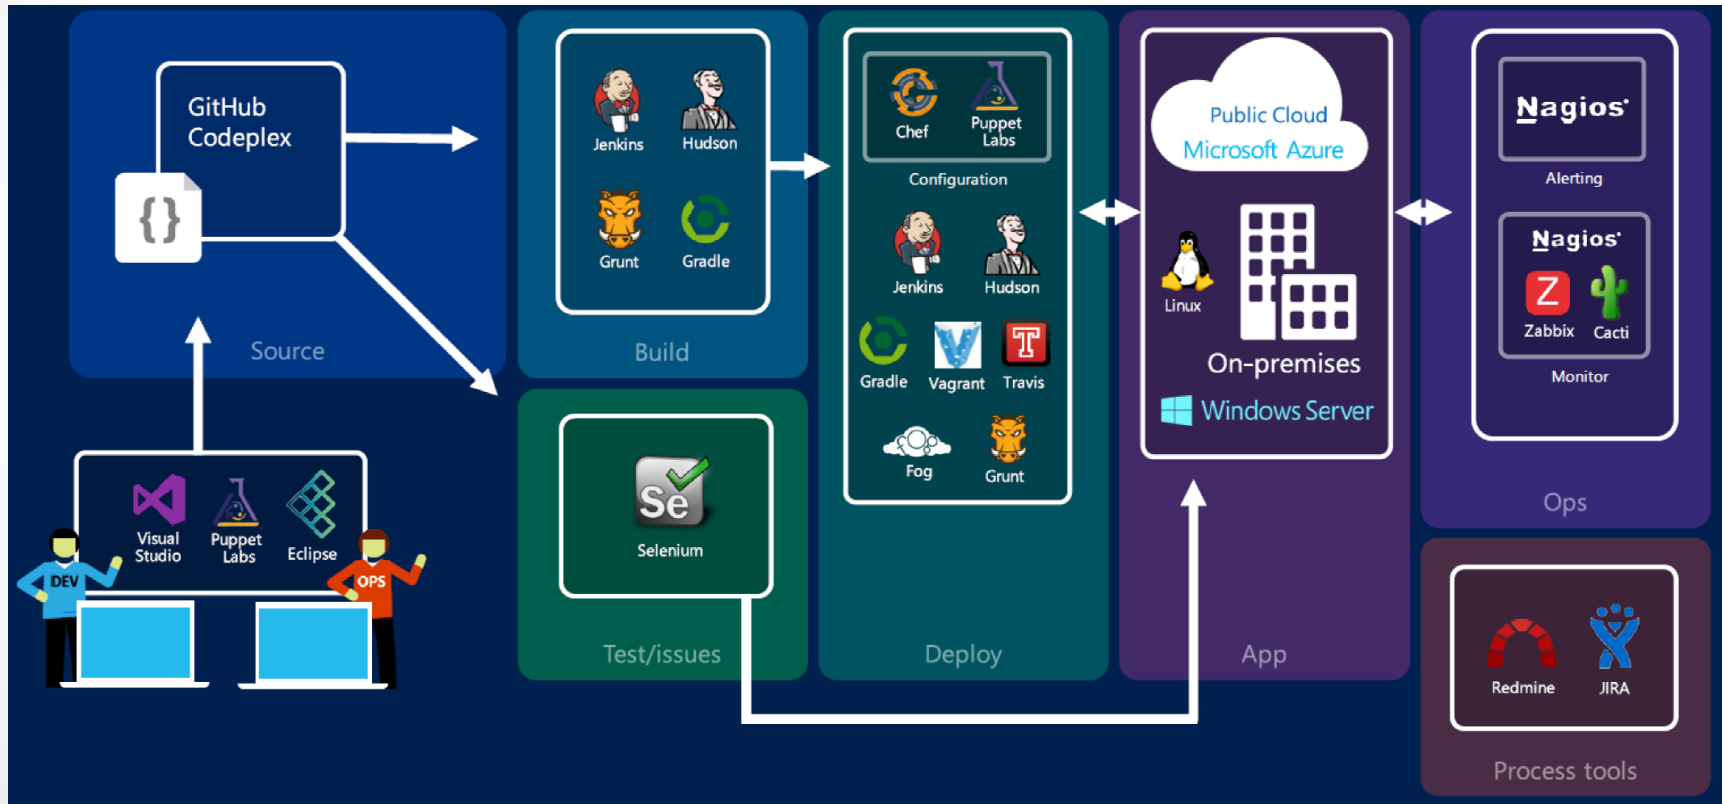 GitHub
Codeplex
{}
Source
Visual
Studio
Puppet
Labs
Eclipse
DEV
OPS
Jenkins
Hudson
Grunt
Gradle
Build
Se
Selenium
Test/issues
Chef
Puppet
Labs
Configuration
Jenkins
Hudson
Gradle
Vagrant
T
Travis
Fog
Grunt
Deploy
Public Cloud
Microsoft Azure
Linux
On-premises
Windows Server
App
Nagios
Alerting
Nagios
Z
Zabbix
Cacti
Monitor
Ops
Redmine
JIRA
Process tools